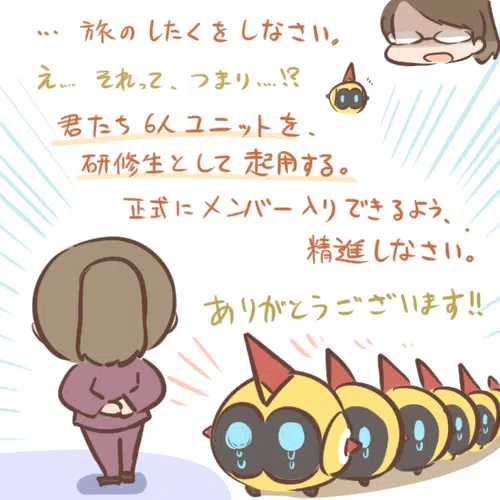 … 旅のしたくをしなさい。
え…. それって、つまり….!?
君たち6人ユニットを、
研修生として起用する。
正式にメンバー入りできるよう、
精進しなさい。
ありがとうございます!!